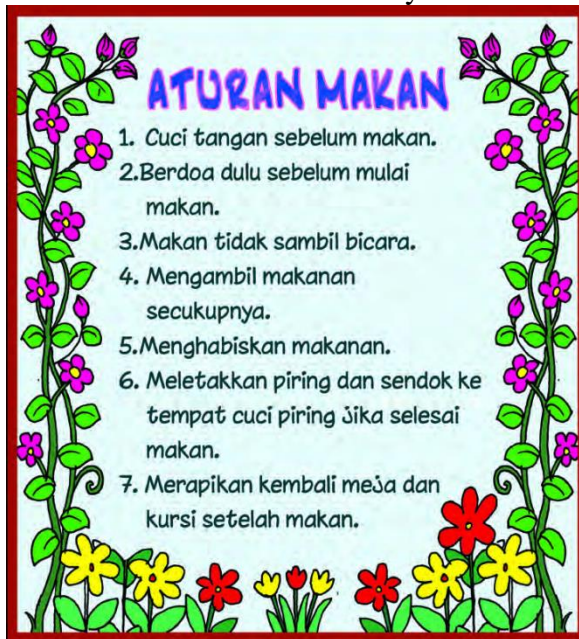 ATURAN MAKAN
1. Cuci tangan sebelum makan.
2.Berdoa dulu sebelum mulai
makan.
3.Makan tidak sambil bicara.
4. Mengambil makanan
secukupnya.
5.Menghabiskan makanan.
6. Meletakkan piring dan sendok ke
tempat cuci piring jika selesai
makan.
7. Merapikan kembali meja dan
kursi setelah makan.